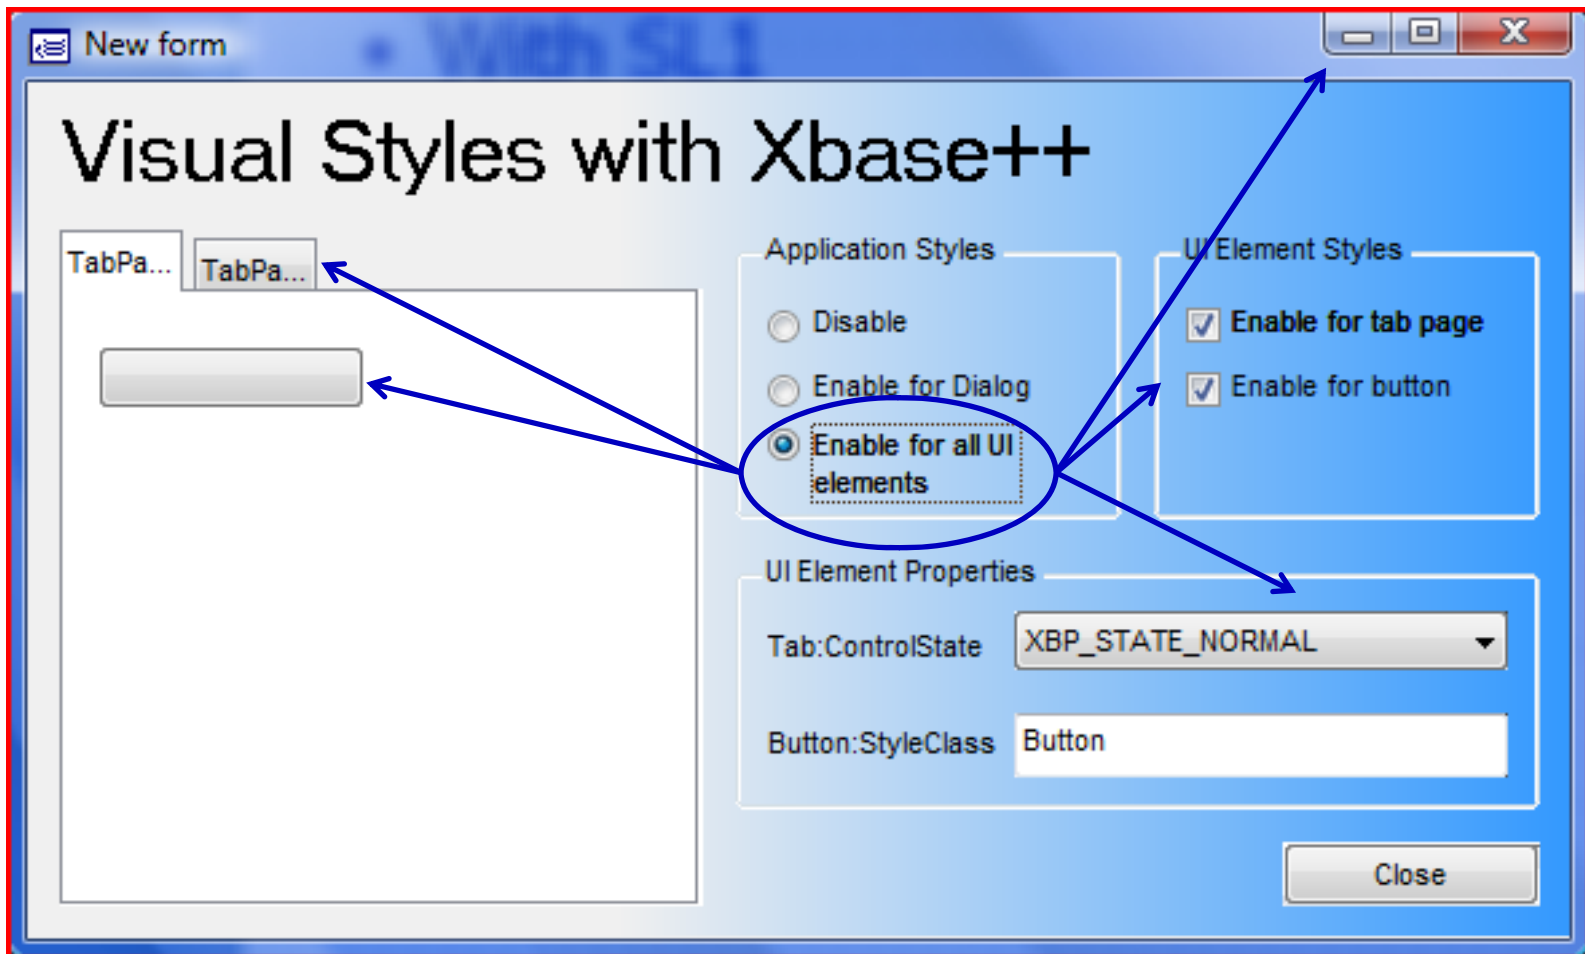 New form
• With SL1
Visual Styles with Xbase++
TabPa...
TabPa...
Application Styles
Disable
Enable for Dialog
Enable for all UI
elements
UI Element Styles
Enable for tab page
Enable for button
UI Element Properties
Tab:ControlState
XBP_STATE_NORMAL
Button:StyleClass
Button
Close